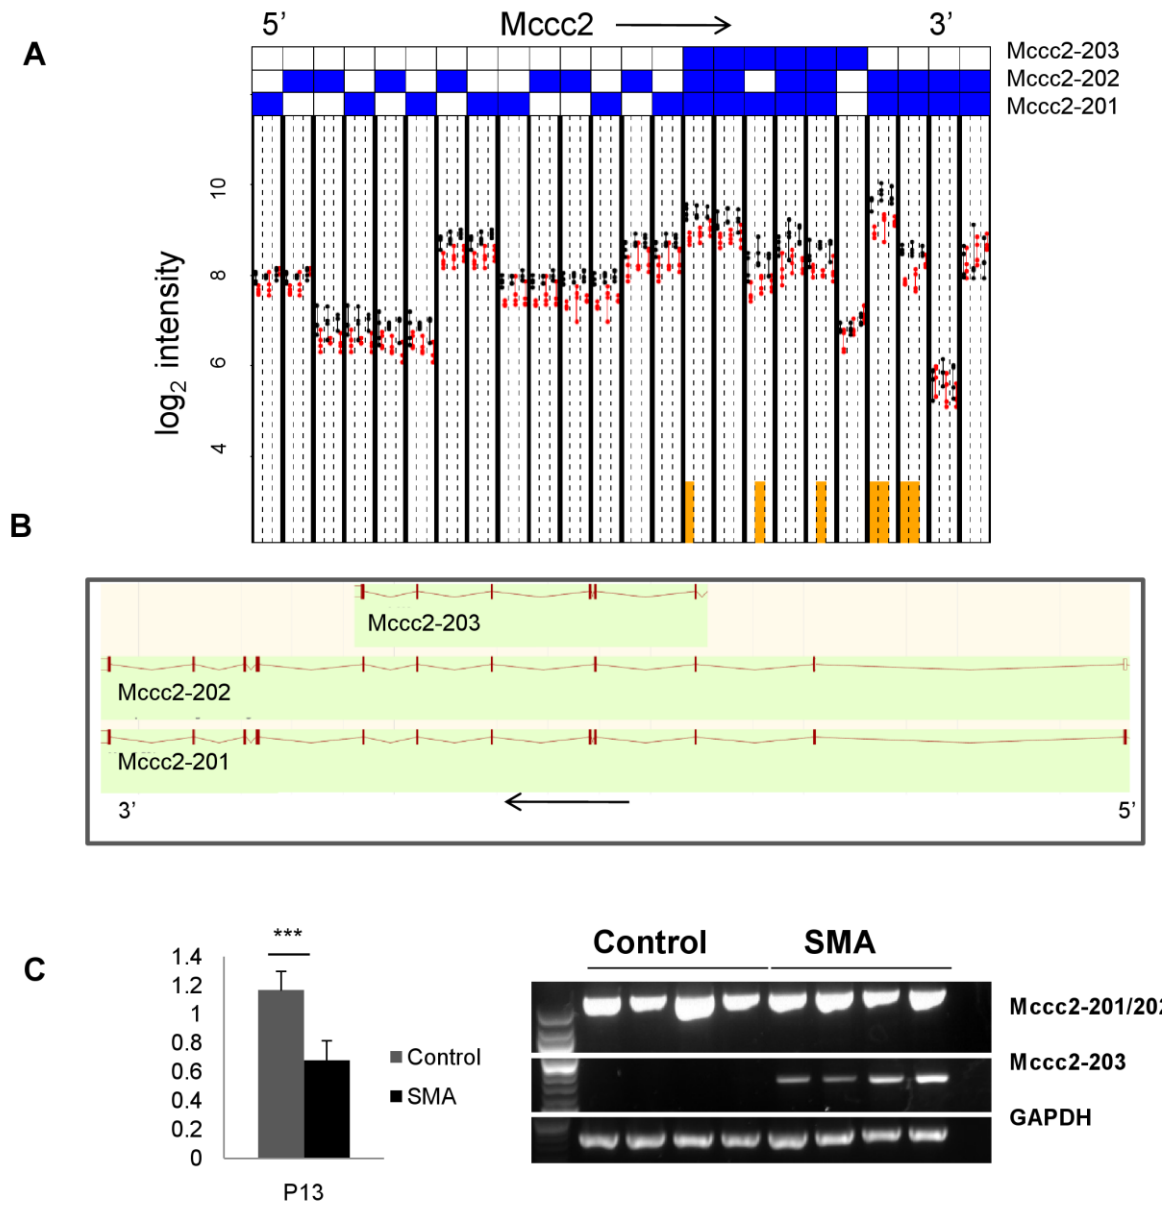 5’ Mccc2 3’
A
Mccc2-203
Mccc2-202
Mccc2-201
log2 intensity
10
8
6
4
B
Mccc2-203
Mccc2-202
Mccc2-201
3’ 5’
C
***
1.4
1.2
1
0.8
0.6
0.4
0.2
0
Control
SMA
P13
Control SMA
Mccc2-201/202
Mccc2-203
GAPDH